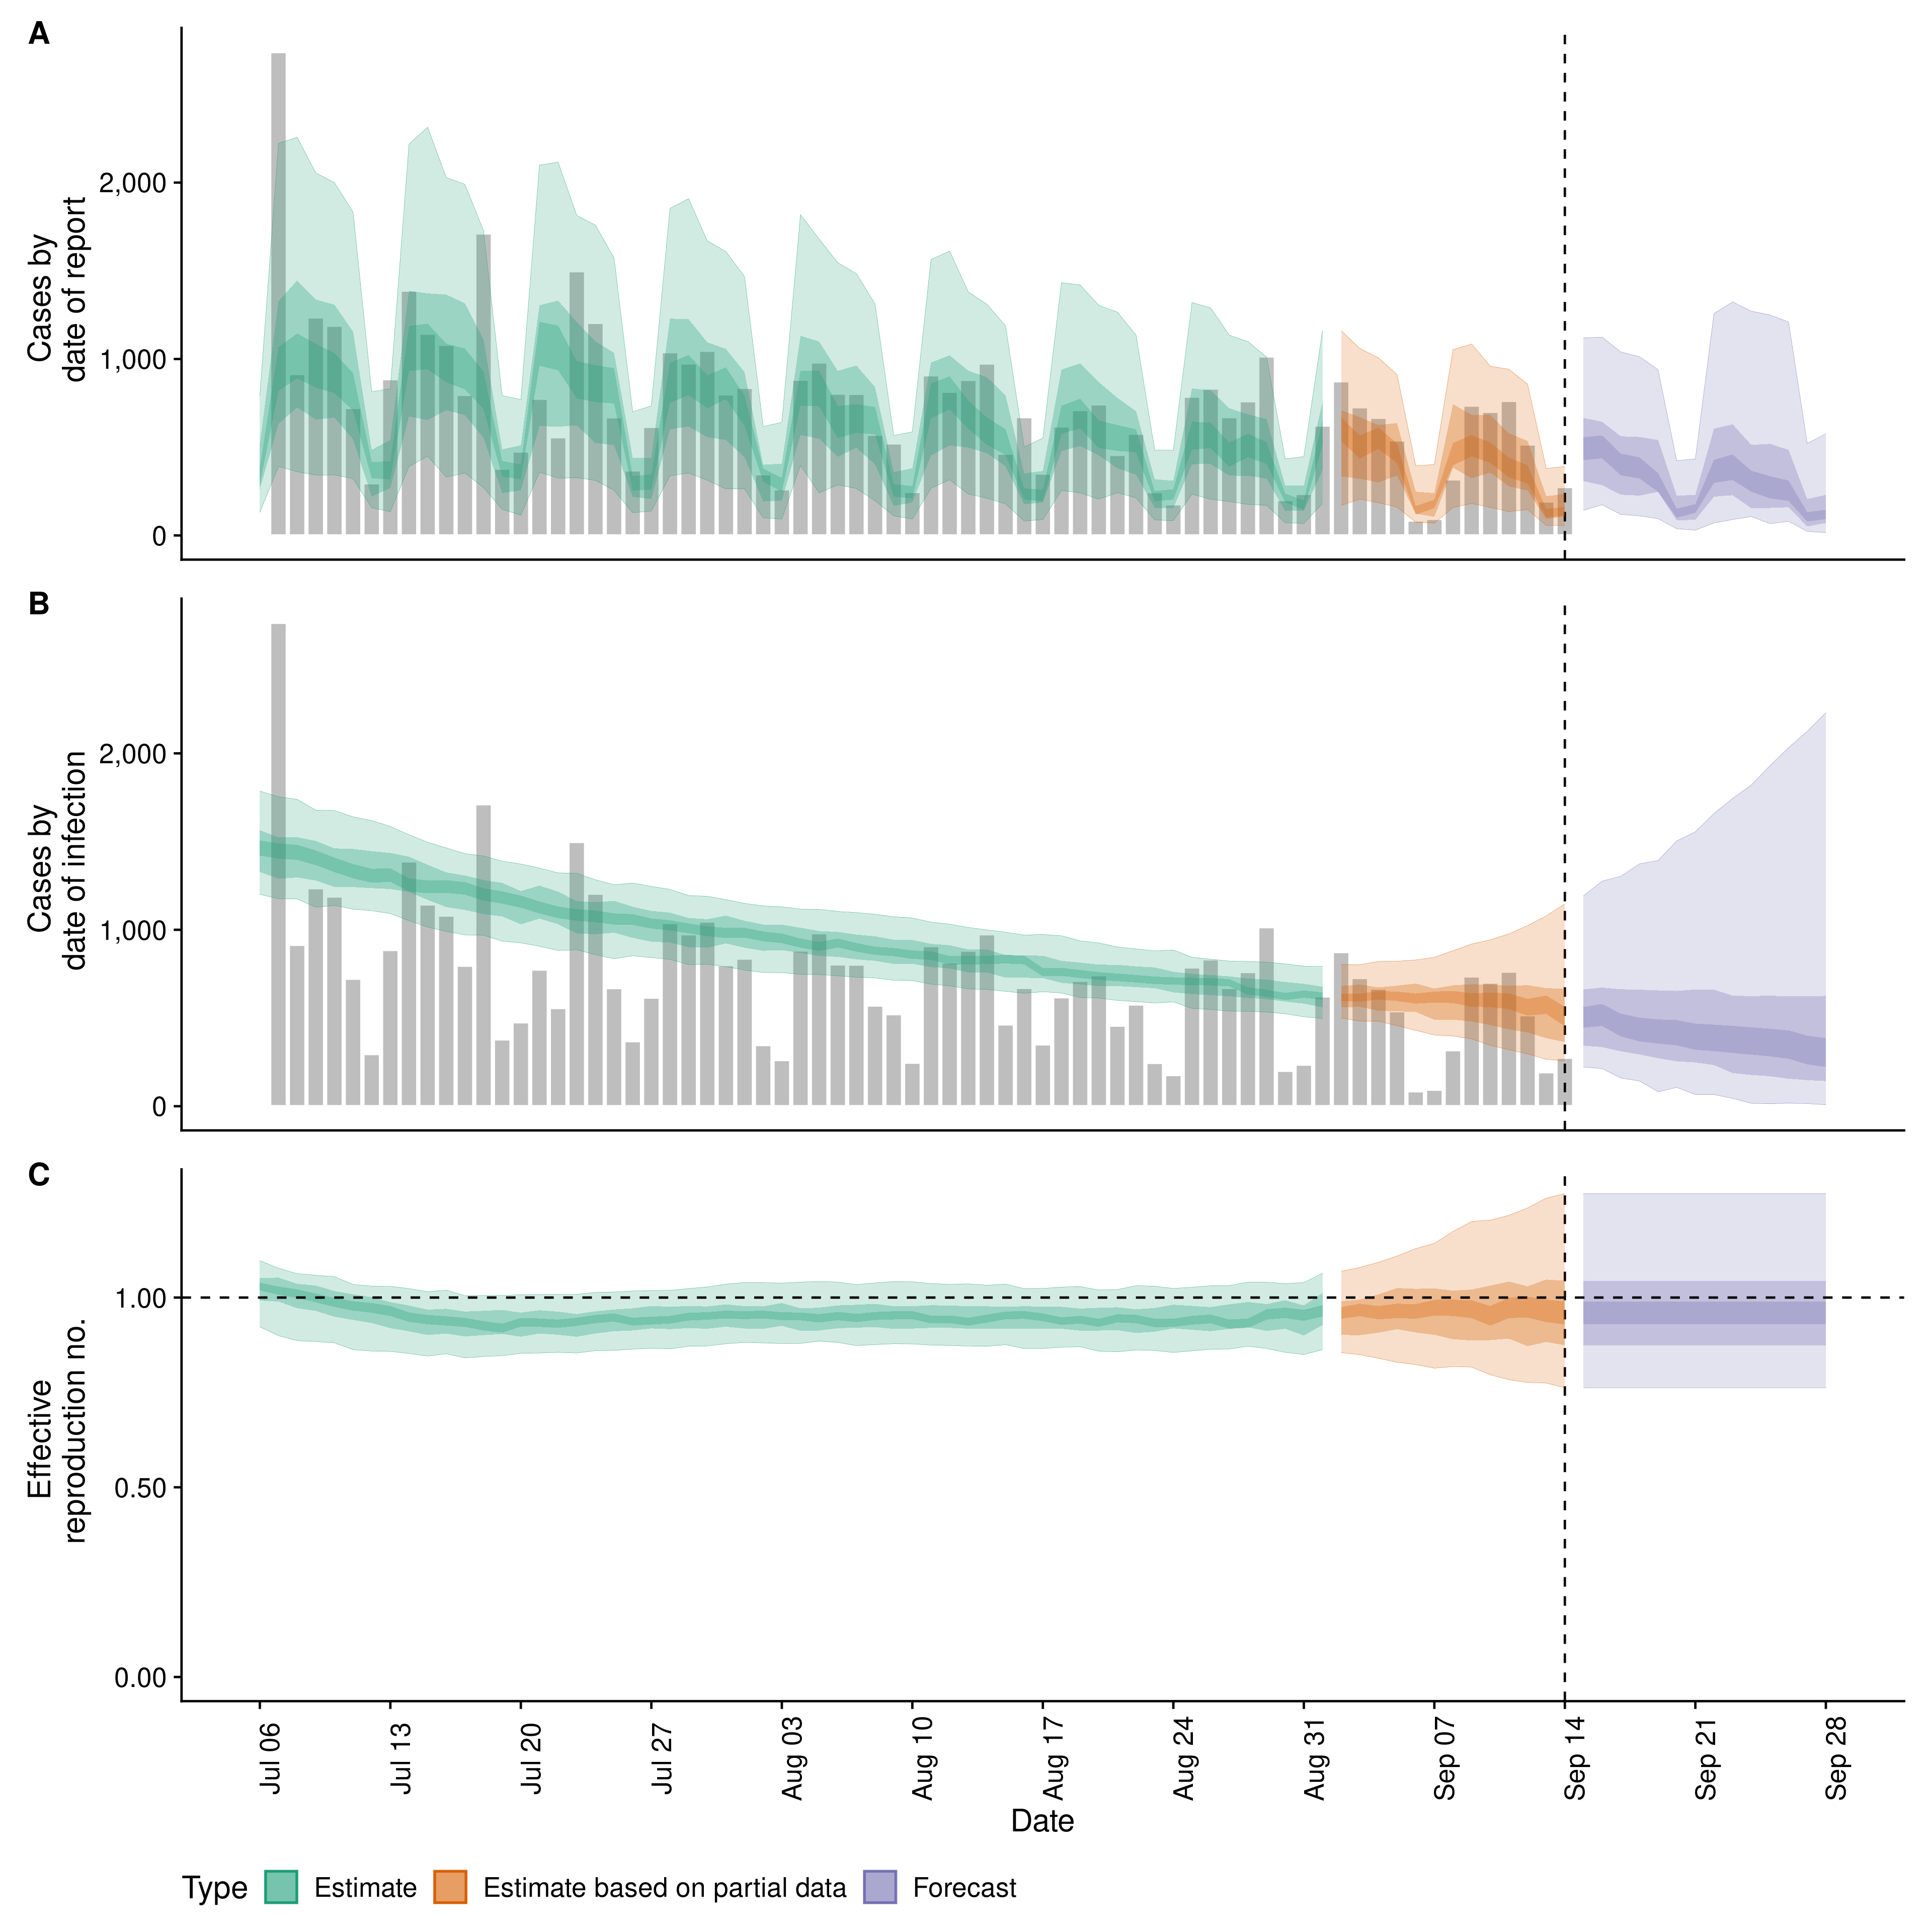 A
Cases by
date of report
2,000
1,000
0
B
Cases by
date of infection
2,000
1,000
0
C
Effective
reproduction no.
1.00
0.50
0.00
Jul 06
Jul 13
Jul 20
Jul 27
Aug 03
Aug 10
Aug 17
Aug 24
Aug 31
Sep 07
Sep 14
Sep 21
Sep 28
Date
Type Estimate Estimate based on partial data Forecast